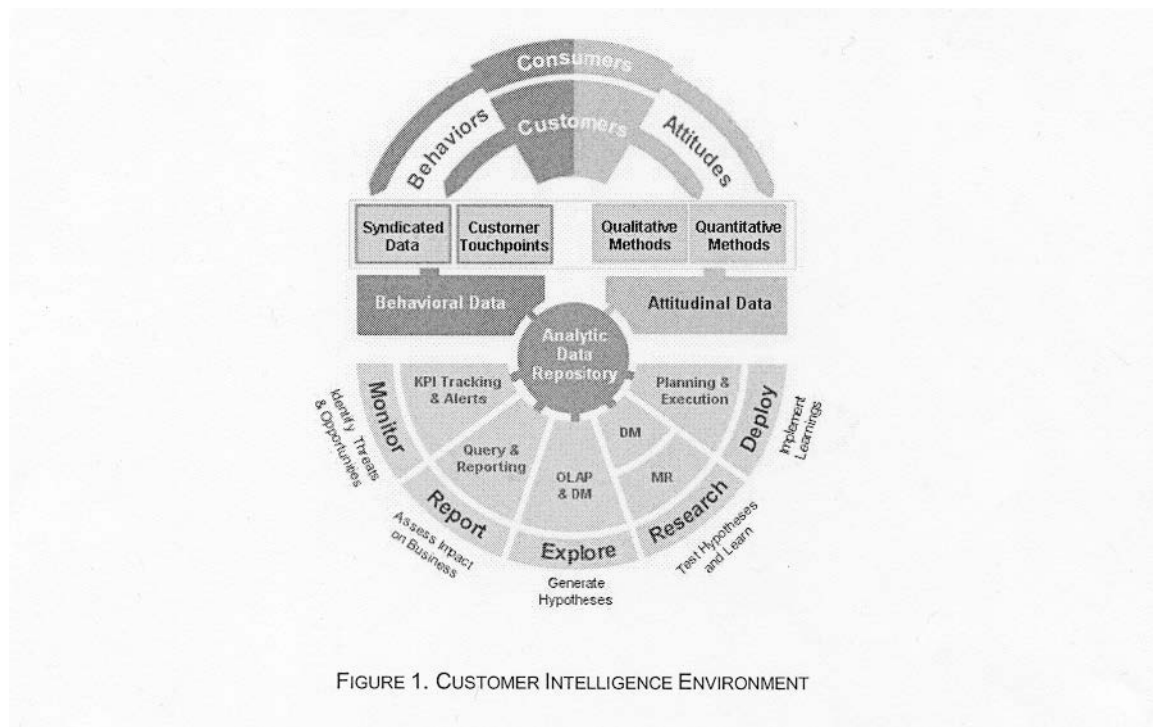 Consumers
Customers
Behaviors
Attitudes
Syndicated
Data
Customer
Touchpoints
Qualitative
Methods
Quantitative
Methods
Behavioral Data
Attitudinal Data
Analytic
Data
Repository
KPI Tracking
& Alerts
Query &
Reporting
OLAP
& DM
DM
MR
Planning &
Execution
Monitor
Report
Explore
Research
Deploy
Identify Threats
& Opportunities
Assess Impact
on Business
Generate
Hypotheses
Test Hypotheses
and Learn
Implement
Learnings
FIGURE 1. CUSTOMER INTELLIGENCE ENVIRONMENT